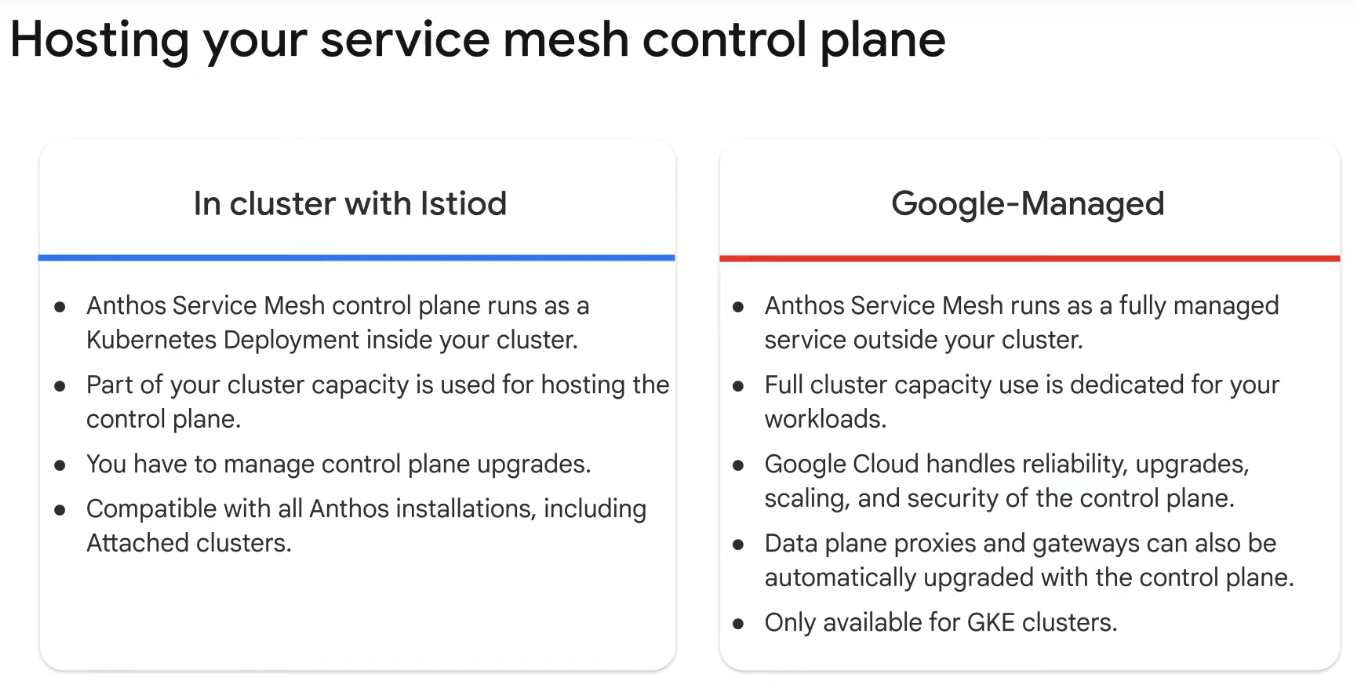 Hosting your service mesh control plane
In cluster with Istiod
● Anthos Service Mesh control plane runs as a
Kubernetes Deployment inside your cluster.
● Part of your cluster capacity is used for hosting the
control plane.
● You have to manage control plane upgrades.
● Compatible with all Anthos installations, including
Attached clusters.
Google-Managed
● Anthos Service Mesh runs as a fully managed
service outside your cluster.
● Full cluster capacity use is dedicated for your
workloads.
● Google Cloud handles reliability, upgrades,
scaling, and security of the control plane.
● Data plane proxies and gateways can also be
automatically upgraded with the control plane.
● Only available for GKE clusters.